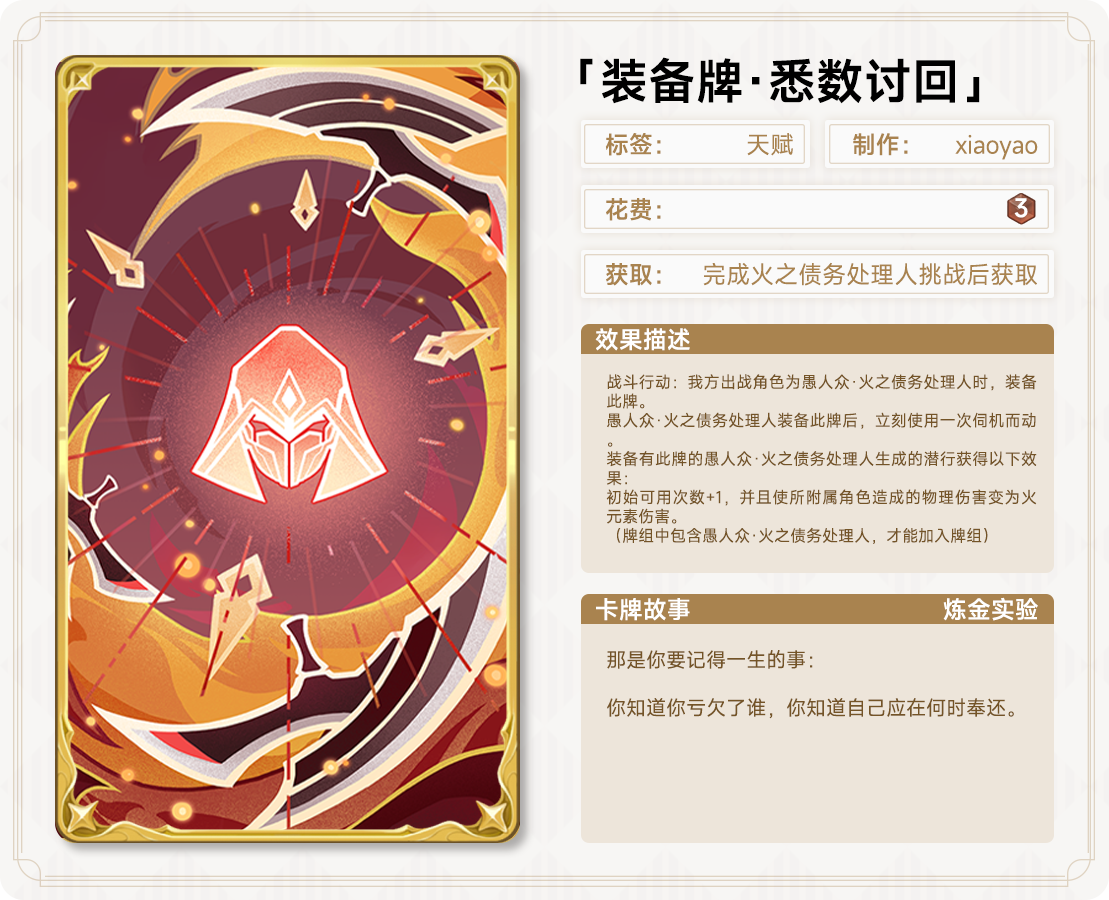 「装备牌·悉数讨回」
标签： 天赋 制作： xiaoyao
花费： 3
获取： 完成火之债务处理人挑战后获取
效果描述
战斗行动：我方出战角色为愚人众·火之债务处理人时，装备
此牌。
愚人众·火之债务处理人装备此牌后，立刻使用一次伺机而动
。
装备有此牌的愚人众·火之债务处理人生成的潜行获得以下效
果：
初始可用次数+1，并且使所附属角色造成的物理伤害变为火
元素伤害。
（牌组中包含愚人众·火之债务处理人，才能加入牌组）
卡牌故事 炼金实验
那是你要记得一生的事：
你知道你亏欠了谁，你知道自己应在何时奉还。